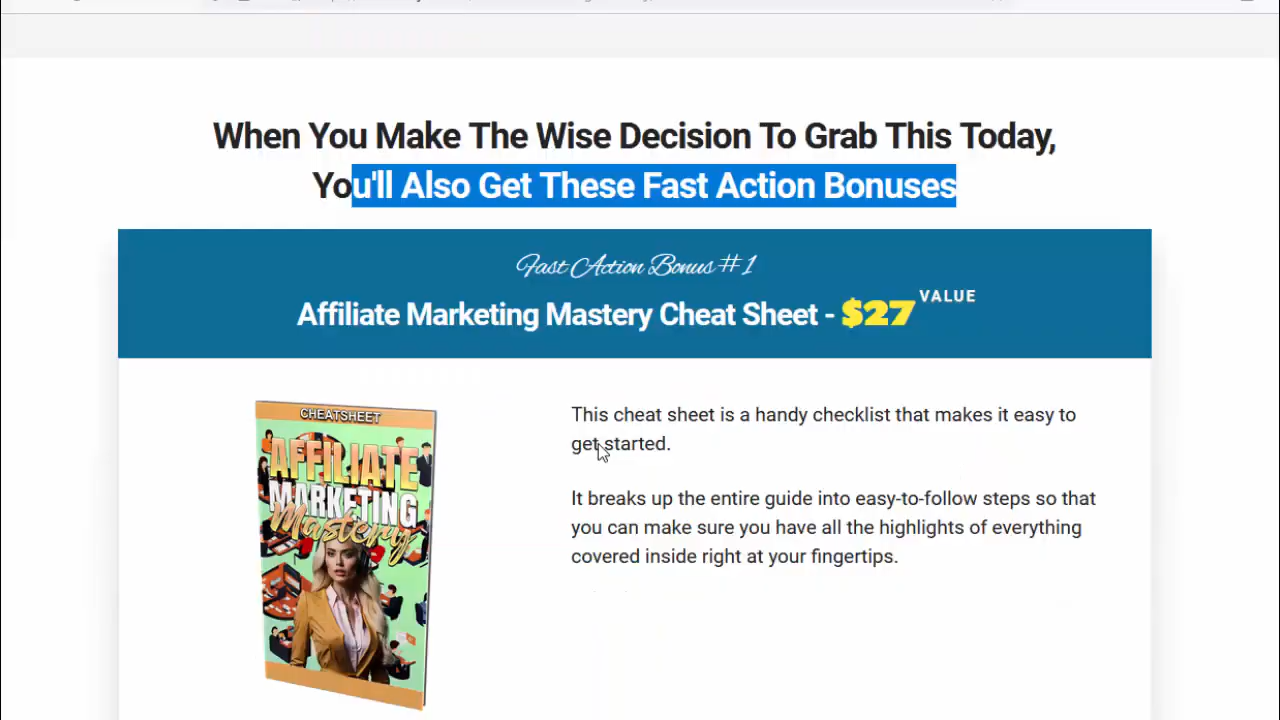 When You Make The Wise Decision To Grab This Today,
You'll Also Get These Fast Action Bonuses
Fast Action Bonus #1
Affiliate Marketing Mastery Cheat Sheet - $27 VALUE
CHEATSHEET
AFFILIATE
MARKETING
Mastery
This cheat sheet is a handy checklist that makes it easy to
get started.
It breaks up the entire guide into easy-to-follow steps so that
you can make sure you have all the highlights of everything
covered inside right at your fingertips.